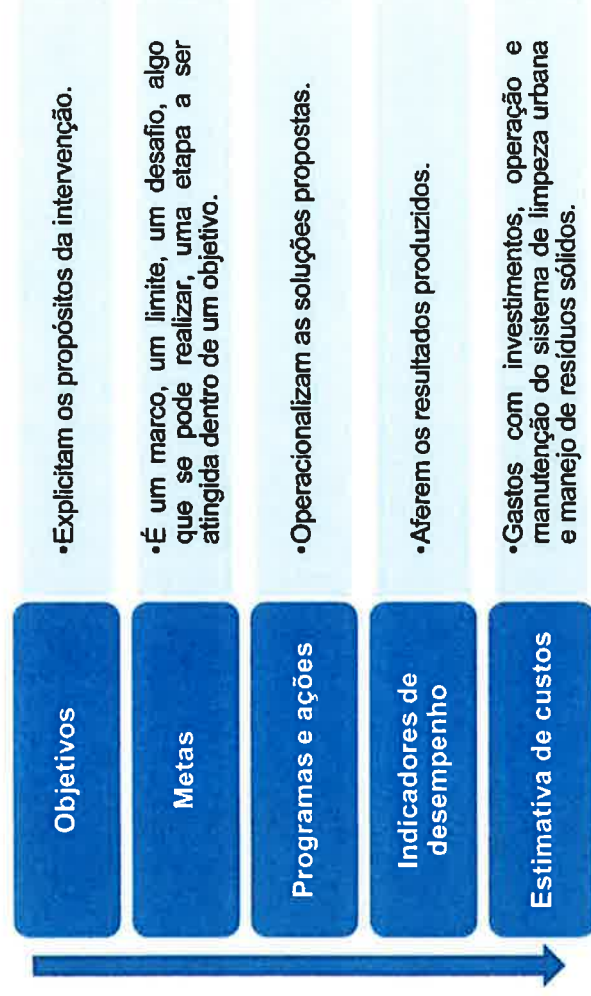 Objetivos
•Explicitam os propósitos da intervenção.
Metas
•É um marco, um limite, um desafio, algo
que se pode realizar, uma etapa a ser
atingida dentro de um objetivo.
Programas e ações
•Operacionalizam as soluções propostas.
Indicadores de
desempenho
•Aferem os resultados produzidos.
Estimativa de custos
•Gastos com investimentos, operação e
manutenção do sistema de limpeza urbana
e manejo de resíduos sólidos.